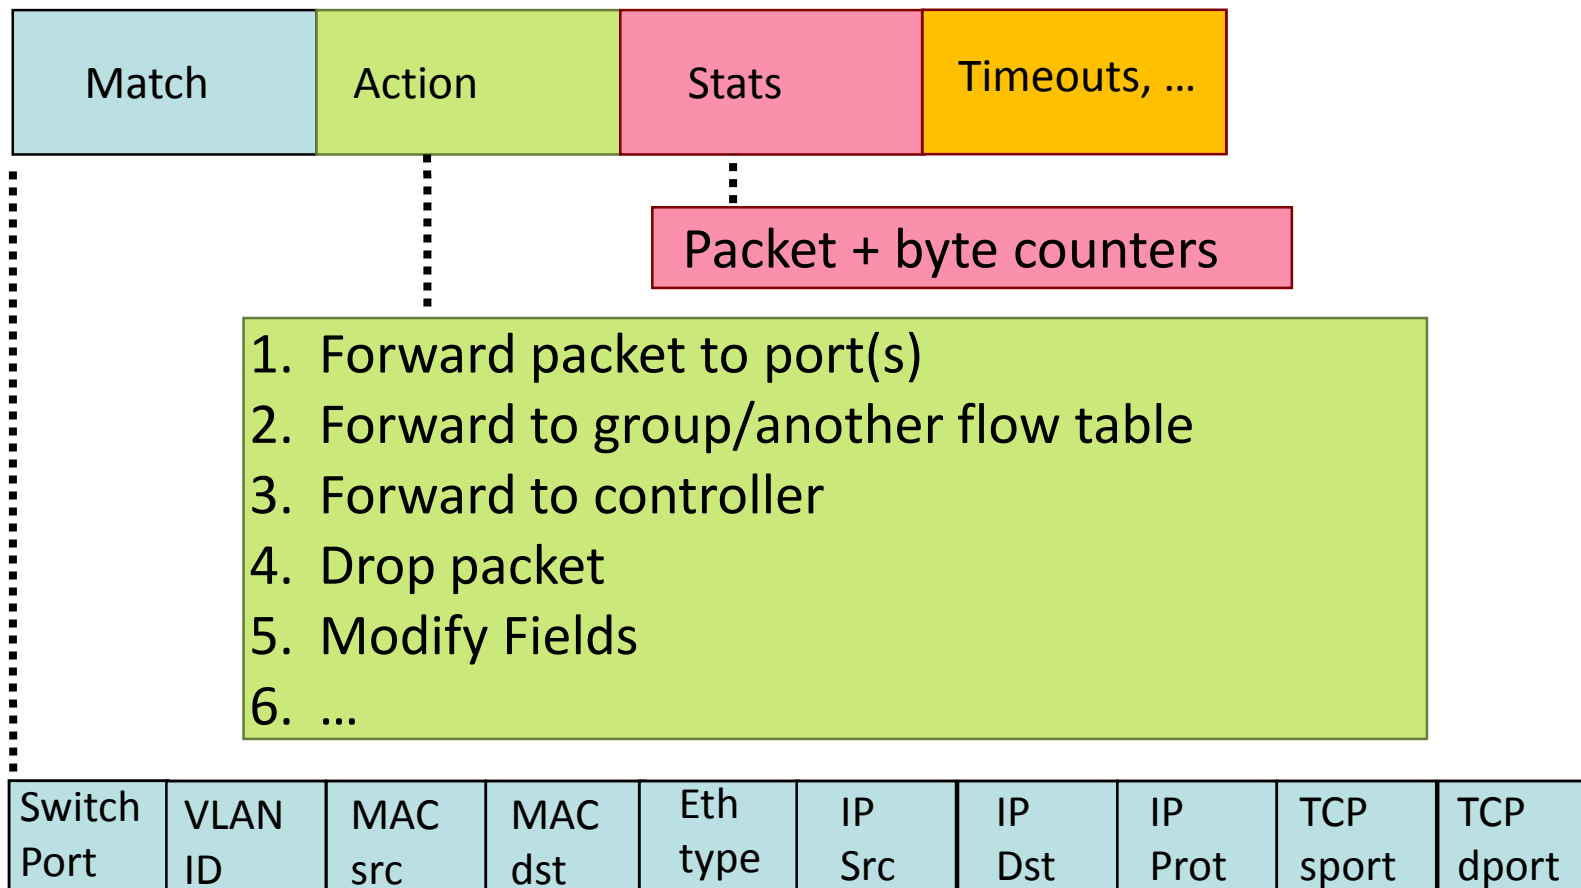 Match Action Stats Timeouts, ...
Packet + byte counters
1. Forward packet to port(s)
2. Forward to group/another flow table
3. Forward to controller
4. Drop packet
5. Modify Fields
6. ...
Switch Port
VLAN ID
MAC src
MAC dst
Eth type
IP Src
IP Dst
IP Prot
TCP sport
TCP dport